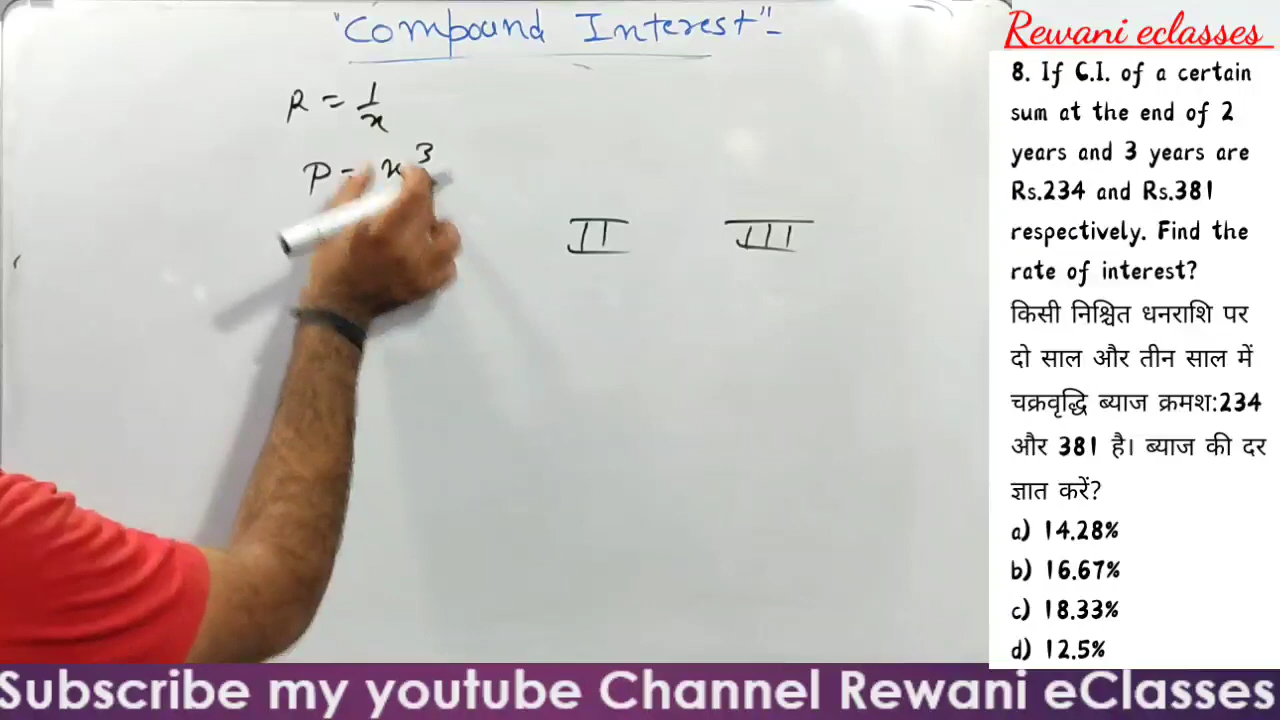 "Compound Interest"-
R = 1/x
P = x³
II III
Rewani eclasses
8. If C.I. of a certain
sum at the end of 2
years and 3 years are
Rs.234 and Rs.381
respectively. Find the
rate of interest?
किसी निश्चित धनराशि पर
दो साल और तीन साल में
चक्रवृद्धि ब्याज क्रमश:234
और 381 है। ब्याज की दर
ज्ञात करें?
a) 14.28%
b) 16.67%
c) 18.33%
d) 12.5%
Subscribe my youtube Channel Rewani eClasses